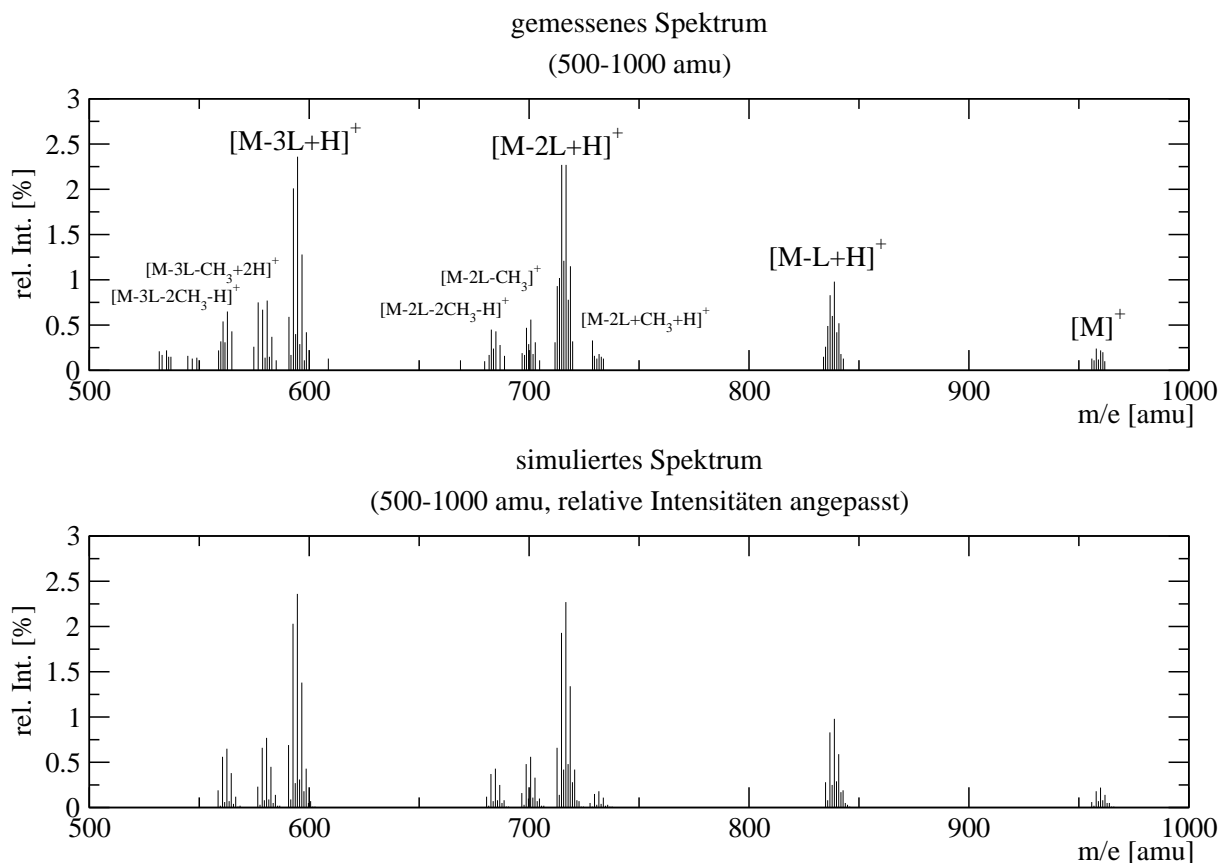 gemessenes Spektrum
(500-1000 amu)
3
2.5
2
1.5
1
0.5
0
rel. Int. [%]
[M-3L+H]+
[M-2L+H]+
[M-L+H]+
[M]+
[M-3L-CH3+2H]+
[M-3L-2CH3-H]+
[M-2L-CH3]+
[M-2L-2CH3-H]+
[M-2L+CH3+H]+
500 600 700 800 900 1000
m/e [amu]
simuliertes Spektrum
(500-1000 amu, relative Intensitäten angepasst)
3
2.5
2
1.5
1
0.5
0
rel. Int. [%]
500 600 700 800 900 1000
m/e [amu]